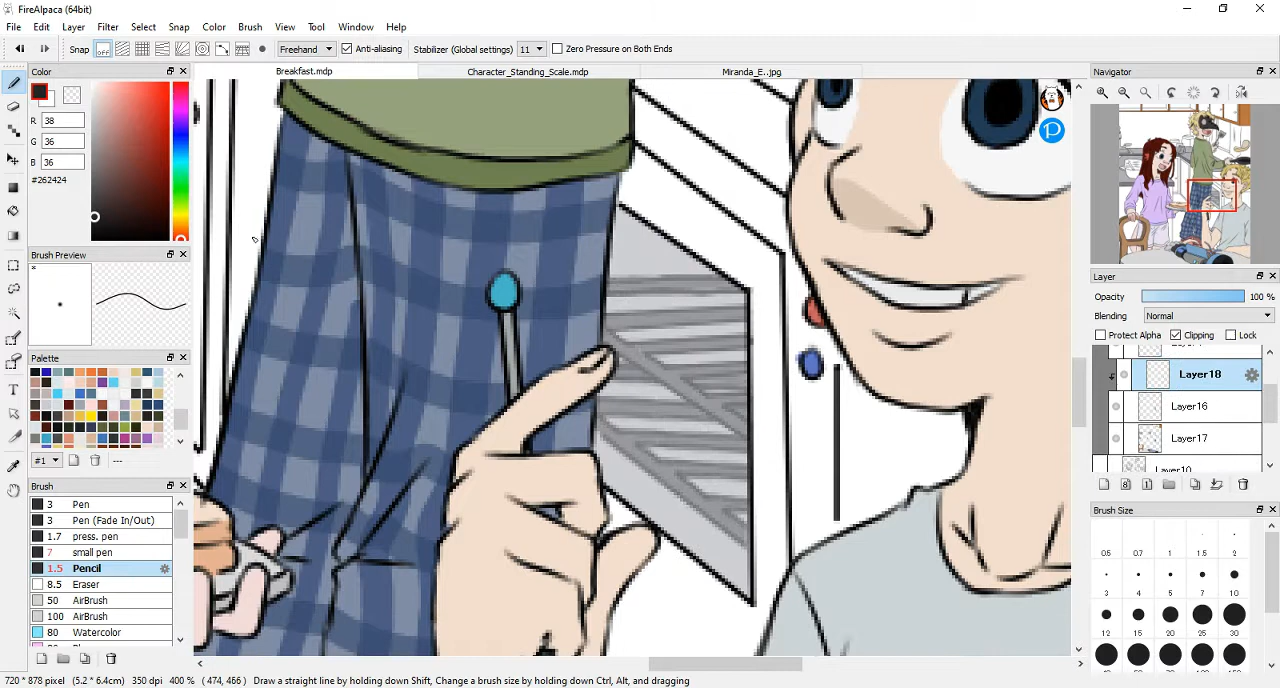 FireAlpaca (64bit)
File Edit Layer Filter Select Snap Color Brush View Tool Window Help
Snap OFF Freehand Anti-aliasing Stabilizer (Global settings) 11 Zero Pressure on Both Ends
Color
R 38
G 36
B 36
#262424
Brush Preview
Palette
#1 ---
Brush
3 Pen
3 Pen (Fade In/Out)
1.7 press. Pen
7 small pen
1.5 Pencil
8.5 Eraser
50 AirBrush
100 AirBrush
80 Watercolor
Breakfast.mdp Character_Standing_Scale.mdp Miranda_E..jpg
Navigator
Layer
Opacity 100 %
Blending Normal
Protect Alpha Clipping Lock
Layer18
Layer16
Layer17
Layer10
Brush Size
0.5 0.7 1 1.5 2
3 4 5 7 10
12 15 20 25 30
720 * 878 pixel (5.2 * 6.4cm) 350 dpi 400 % ( 474, 466 ) Draw a straight line by holding down Shift, Change a brush size by holding down Ctrl, Alt, and dragging